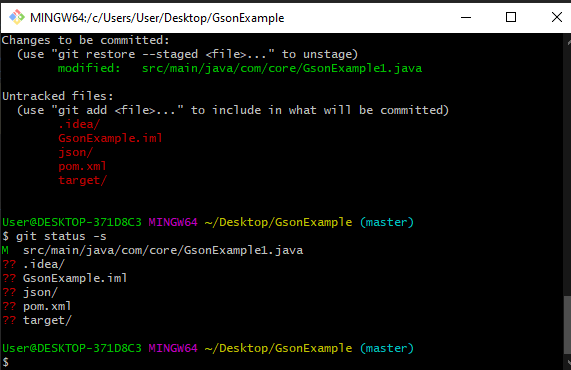 MINGW64:/c/Users/User/Desktop/GsonExample
Changes to be committed:
  (use "git restore --staged <file>..." to unstage)
        modified:   src/main/java/com/core/GsonExample1.java
Untracked files:
  (use "git add <file>..." to include in what will be committed)
        .idea/
        GsonExample.iml
        json/
        pom.xml
        target/
User@DESKTOP-371D8C3 MINGW64 ~/Desktop/GsonExample (master)
$ git status -s
M  src/main/java/com/core/GsonExample1.java
?? .idea/
?? GsonExample.iml
?? json/
?? pom.xml
?? target/
User@DESKTOP-371D8C3 MINGW64 ~/Desktop/GsonExample (master)
$